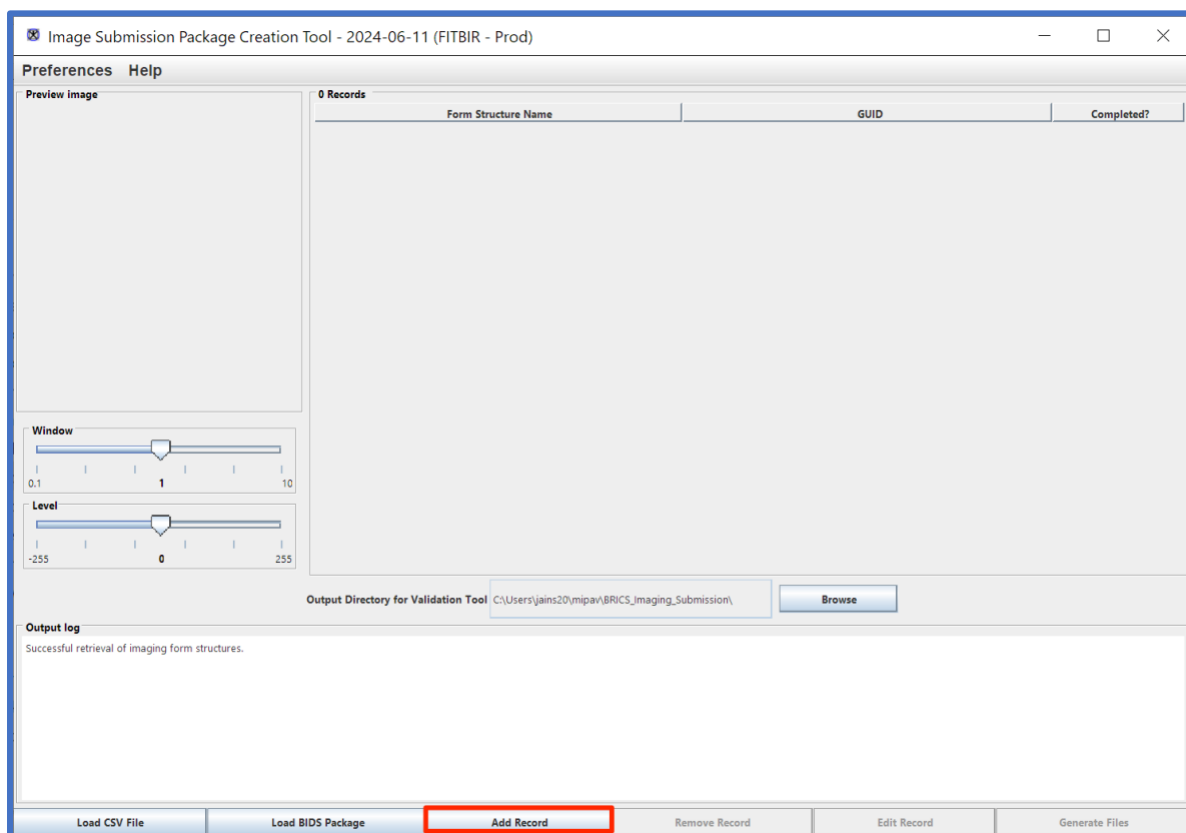 Image Submission Package Creation Tool - 2024-06-11 (FITBIR - Prod)
Preferences Help
Preview image
0 Records
Form Structure Name GUID Completed?
Window
0.1 1 10
Level
-255 0 255
Output Directory for Validation Tool C:\Users\jains20\mipav\BRICS_Imaging_Submission\ Browse
Output log
Successful retrieval of imaging form structures.
Load CSV File Load BIDS Package Add Record Remove Record Edit Record Generate Files